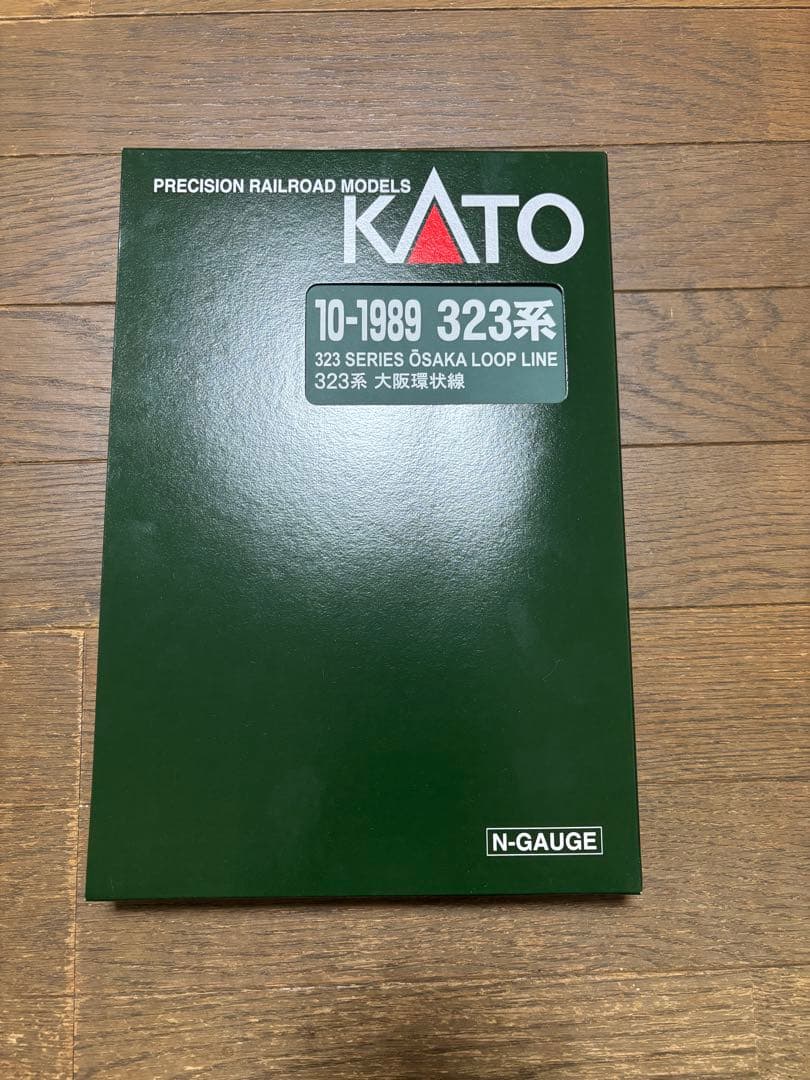 PRECISION RAILROAD MODELS
KATO
10-1989 323系
323 SERIES ŌSAKA LOOP LINE
323系 大阪環状線
N-GAUGE